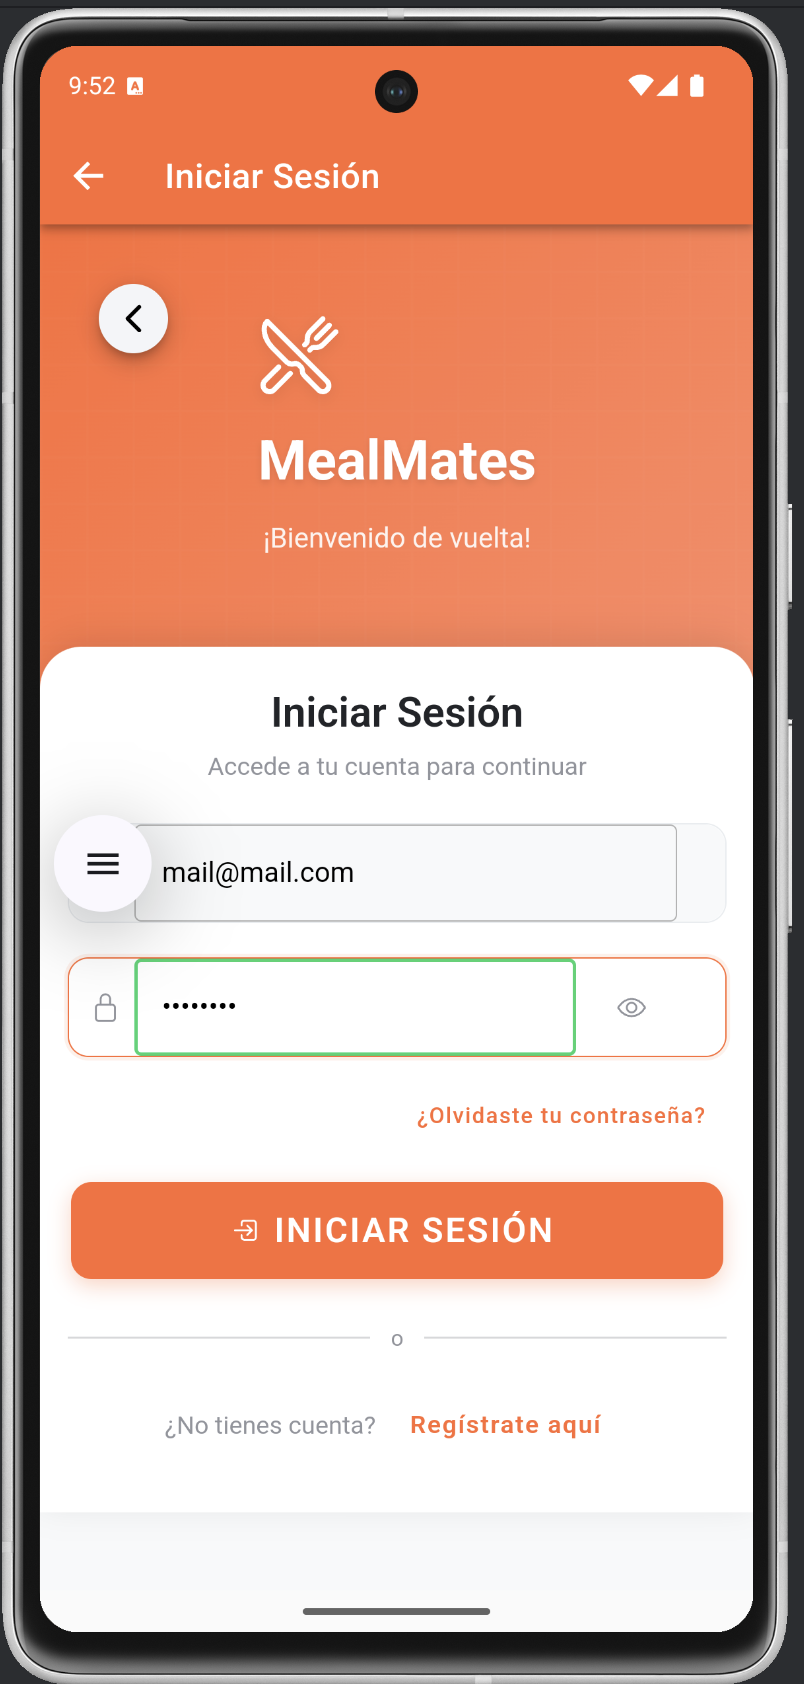 9:52 A
Iniciar Sesión
MealMates
¡Bienvenido de vuelta!
Iniciar Sesión
Accede a tu cuenta para continuar
mail@mail.com
••••••••
¿Olvidaste tu contraseña?
INICIAR SESIÓN
o
¿No tienes cuenta? Regístrate aquí